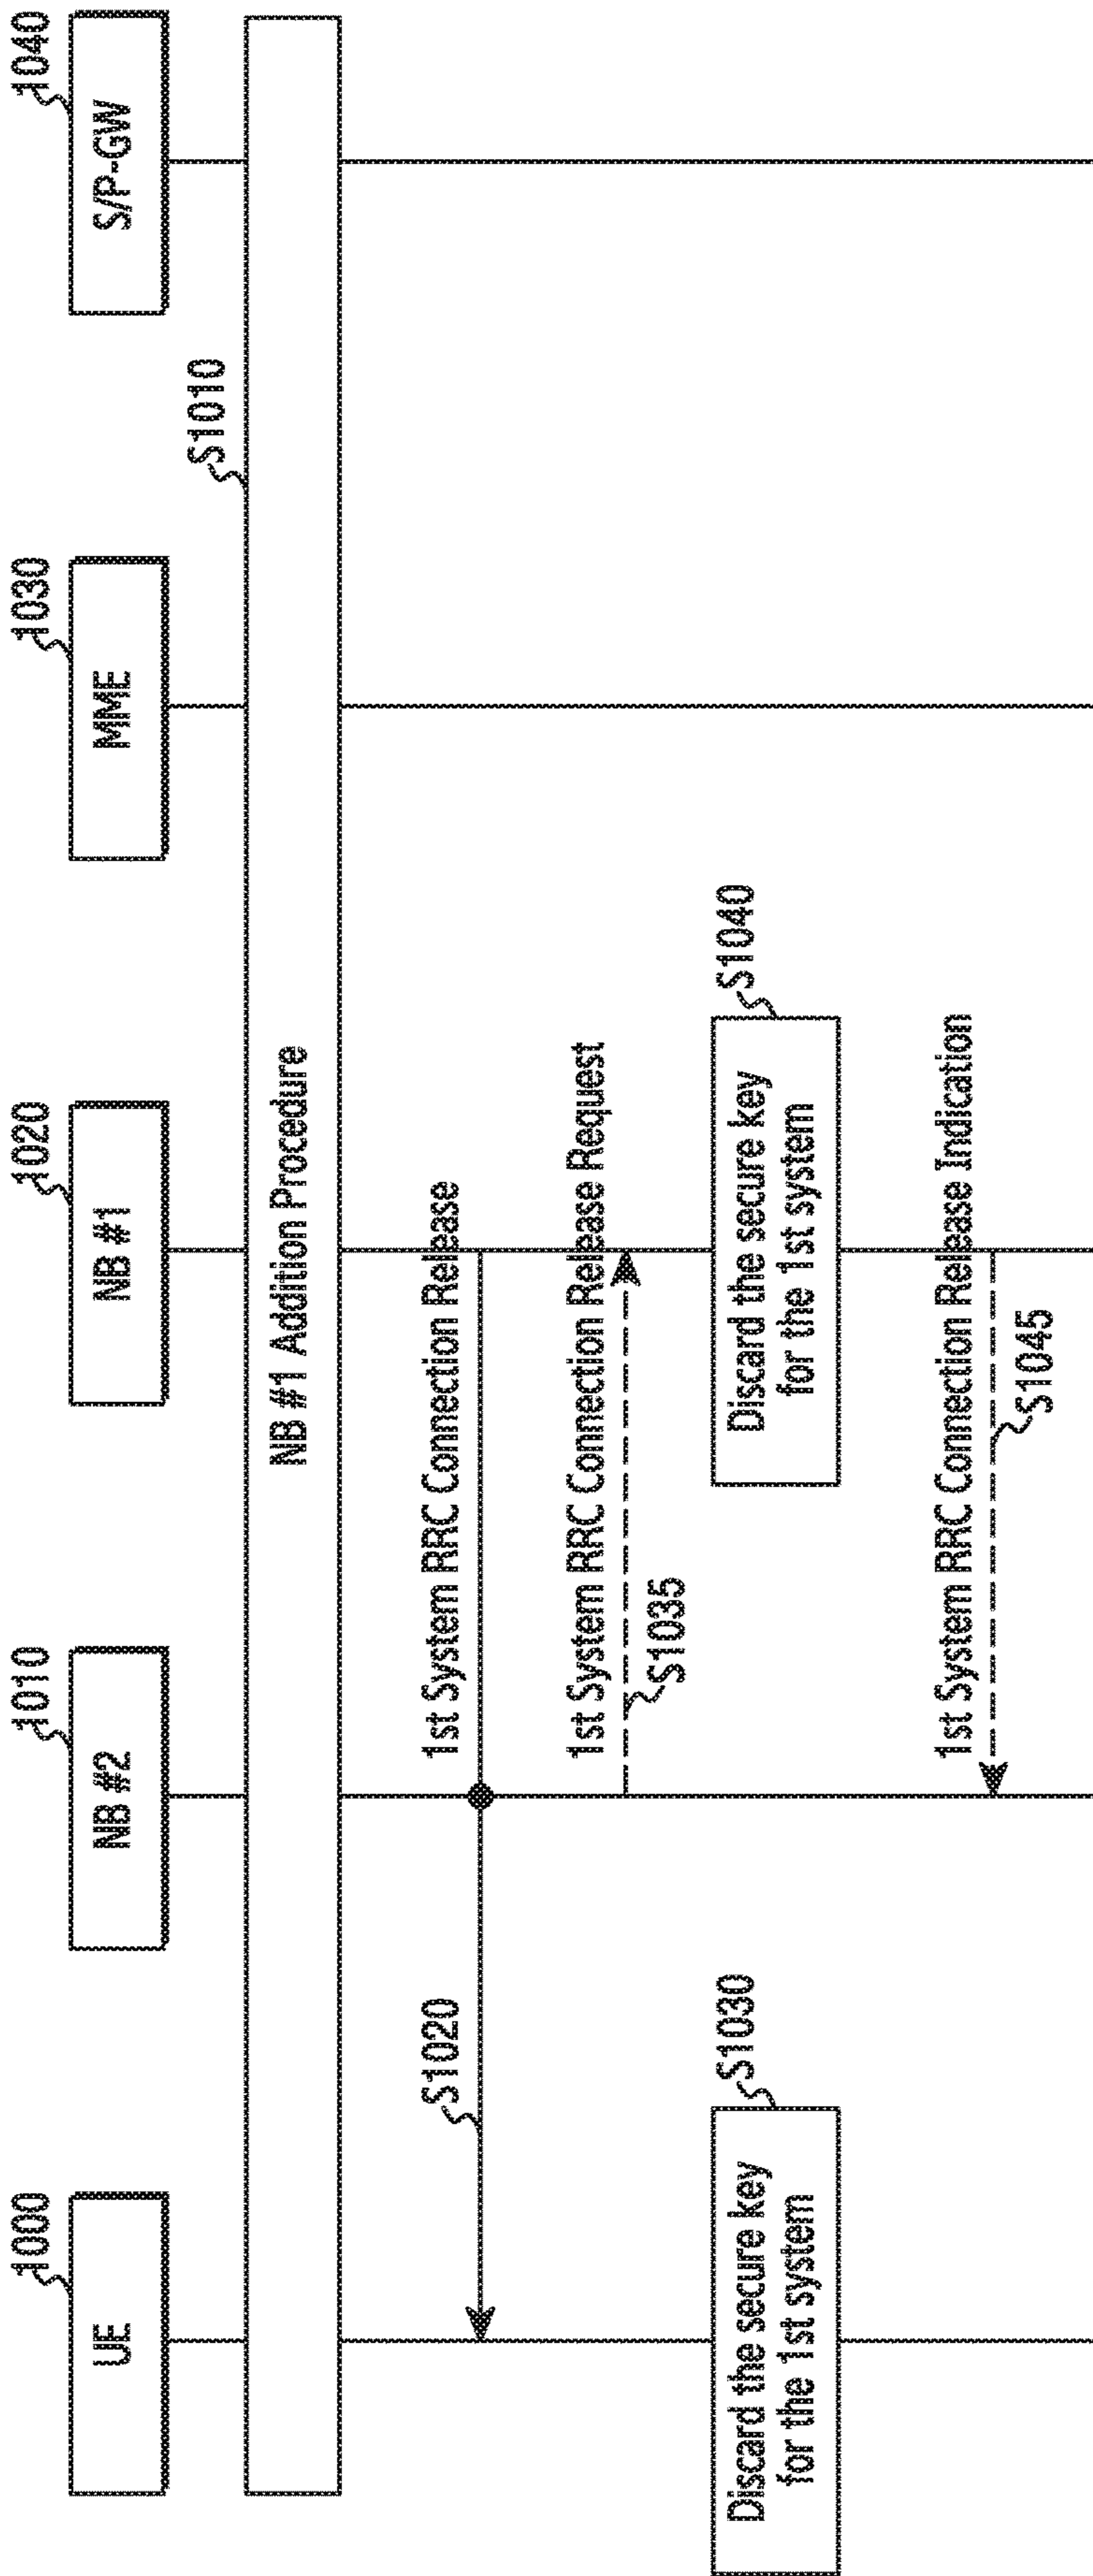 1000
1010
1020
1030
1040
UE
NB #2
NB #1
MME
S/P-GW
S1010
NB #1 Addition Procedure
S1020
1st System RRC Connection Release
1st System RRC Connection Release Request
S1035
S1030
Discard the secure key
for the 1st system
S1040
Discard the secure key
for the 1st system
1st System RRC Connection Release Indication
S1045